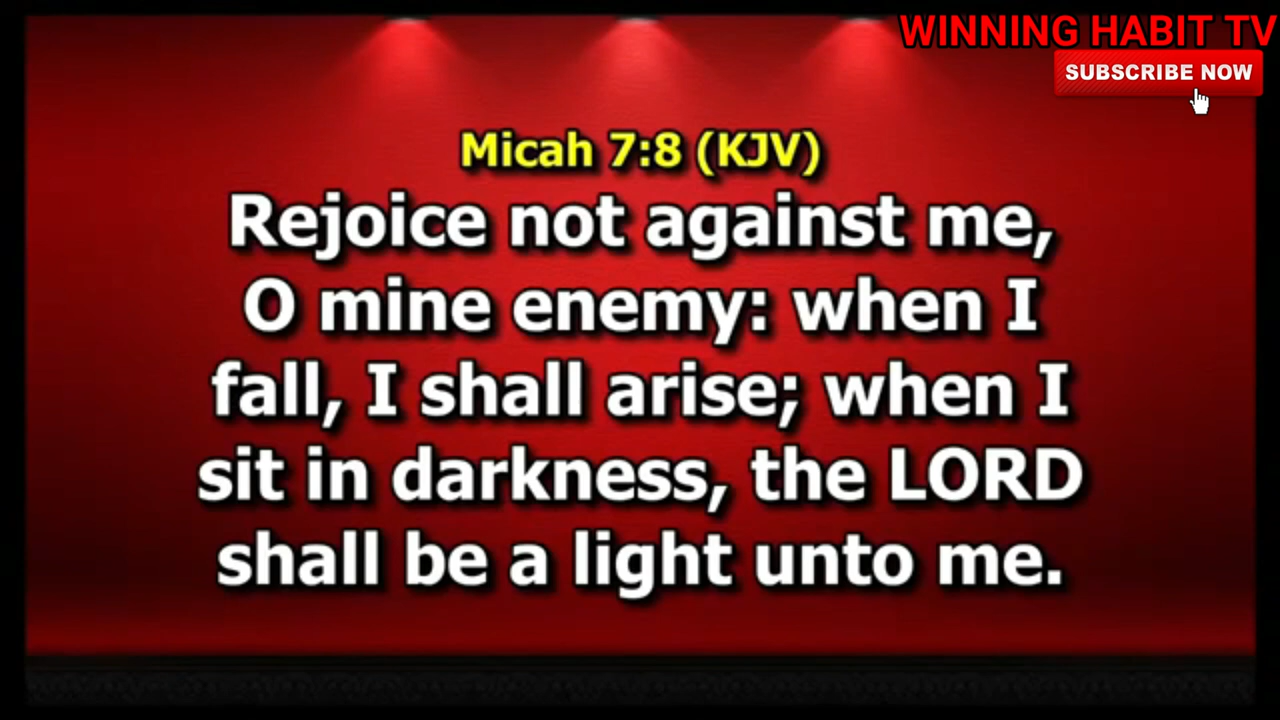 WINNING HABIT TV
SUBSCRIBE NOW
Micah 7:8 (KJV)
Rejoice not against me,
O mine enemy: when I
fall, I shall arise; when I
sit in darkness, the LORD
shall be a light unto me.